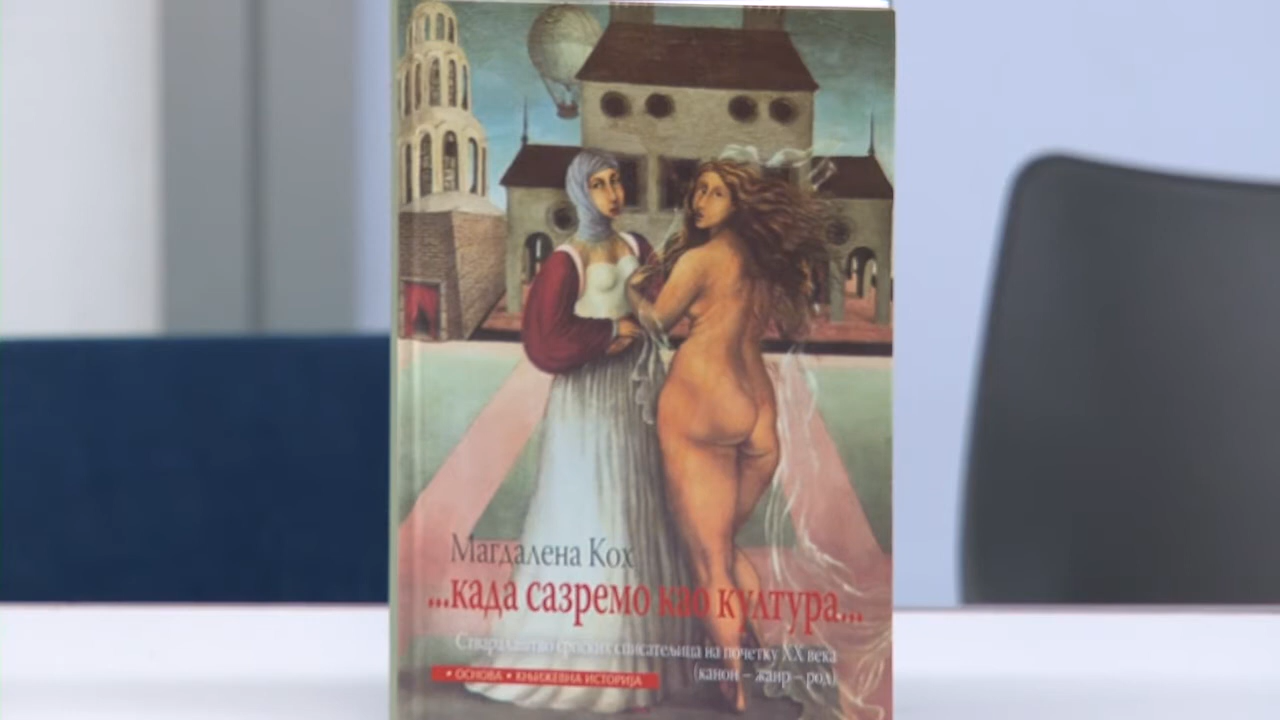 Магдалена Кох
...када сазремо као култура...
Стваралаштво српских списатељица на почетку XX века
(канон – жанр – род)
• ОСНОВА • КЊИЖЕВНА ИСТОРИЈА